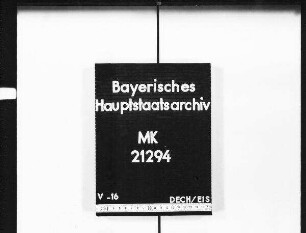 Bayerisches
Hauptstaatsarchiv
MK
21294
V -16 DECH/EIS